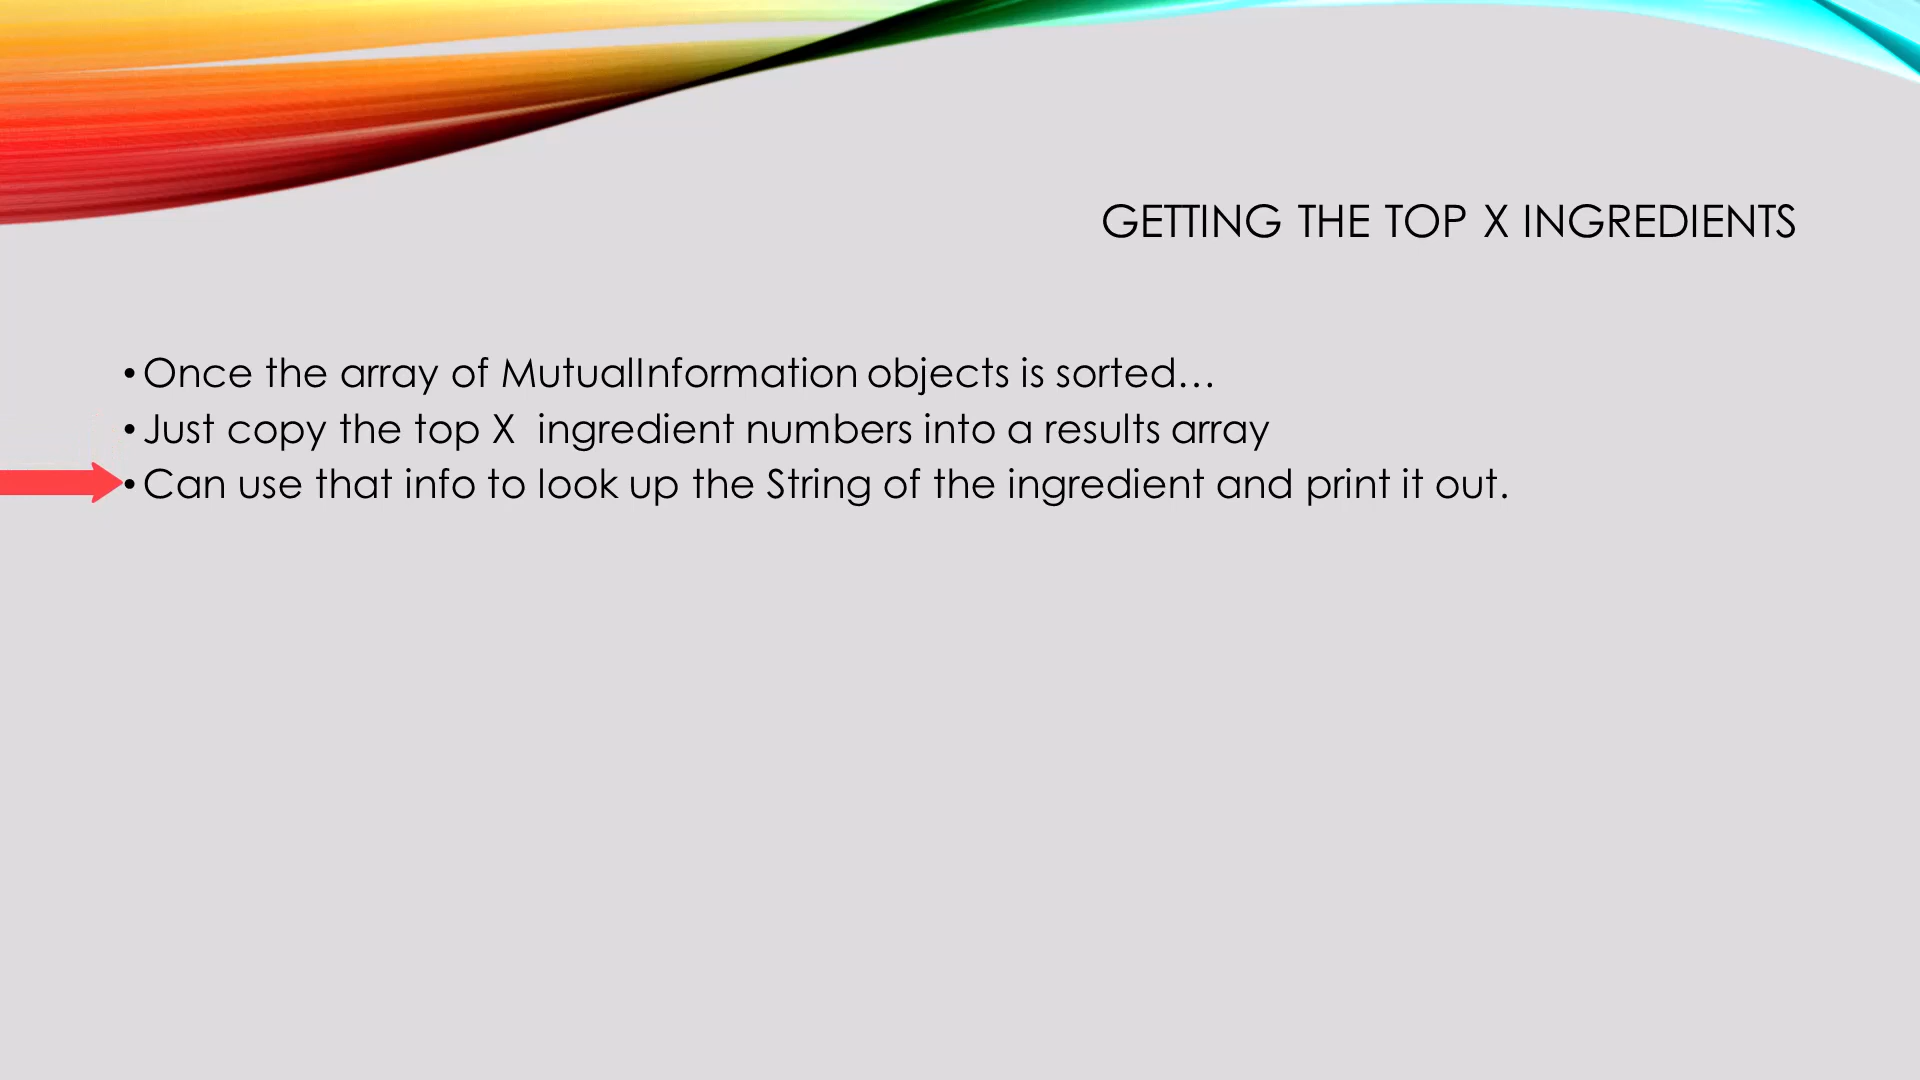 GETTING THE TOP X INGREDIENTS
• Once the array of MutualInformation objects is sorted…
• Just copy the top X  ingredient numbers into a results array
• Can use that info to look up the String of the ingredient and print it out.